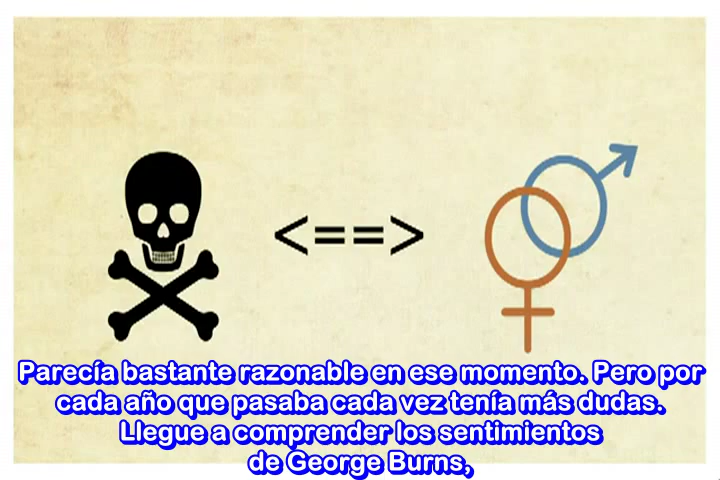 <==>
Parecía bastante razonable en ese momento. Pero por
cada año que pasaba cada vez tenía más dudas.
Llegue a comprender los sentimientos
de George Burns,